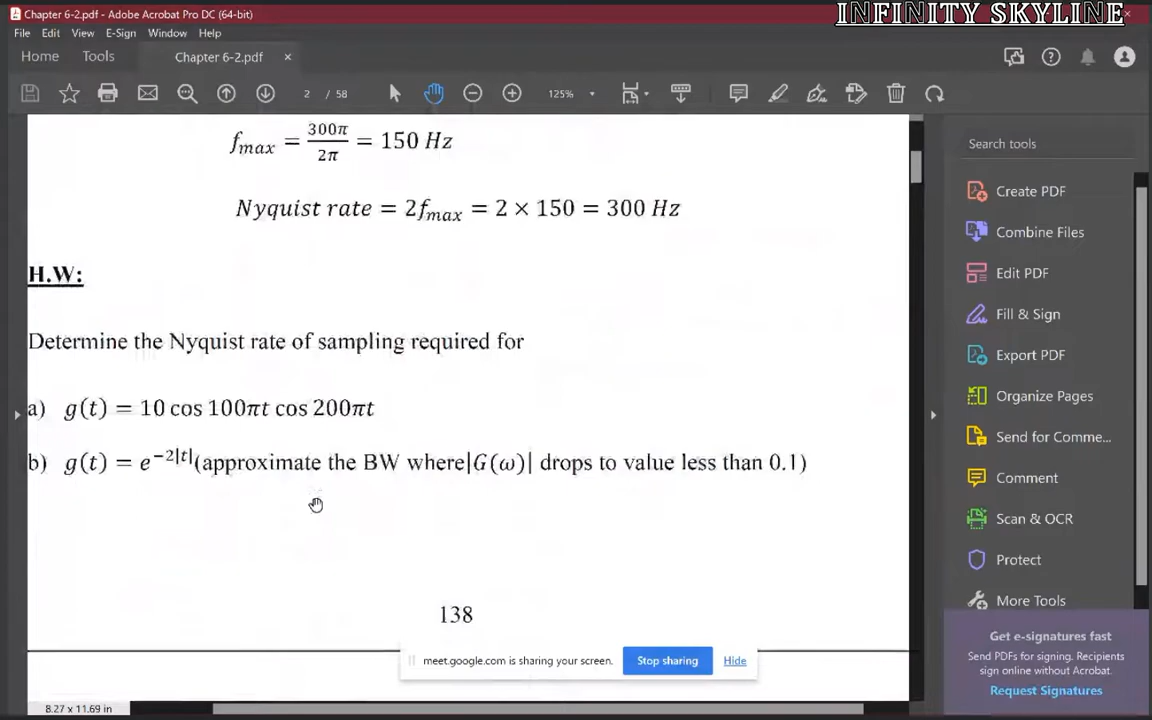 Chapter 6-2.pdf - Adobe Acrobat Pro DC (64-bit)
INFINITY SKYLINE
File Edit View E-Sign Window Help
Home Tools Chapter 6-2.pdf ×
2 / 58 125%
f_max = 300π/2π = 150 Hz
Nyquist rate = 2f_max = 2 × 150 = 300 Hz
H.W:
Determine the Nyquist rate of sampling required for
a) g(t) = 10 cos 100πt cos 200πt
b) g(t) = e^−2|t|(approximate the BW where|G(ω)| drops to value less than 0.1)
138
meet.google.com is sharing your screen. Stop sharing Hide
8.27 x 11.69 in
Search tools
Create PDF
Combine Files
Edit PDF
Fill & Sign
Export PDF
Organize Pages
Send for Comme...
Comment
Scan & OCR
Protect
More Tools
Get e-signatures fast
Send PDFs for signing. Recipients
sign online without Acrobat.
Request Signatures